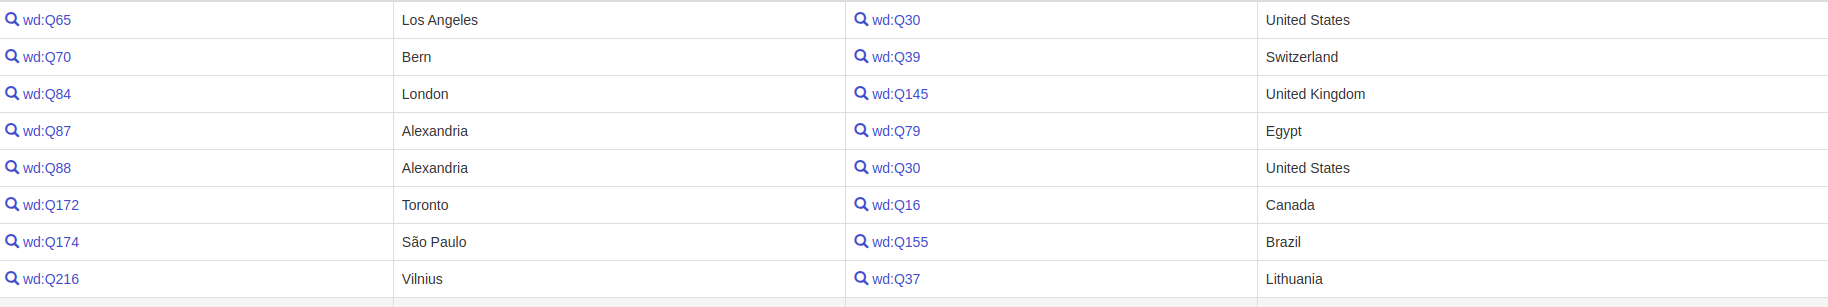 wd:Q65 Los Angeles wd:Q30 United States
wd:Q70 Bern wd:Q39 Switzerland
wd:Q84 London wd:Q145 United Kingdom
wd:Q87 Alexandria wd:Q79 Egypt
wd:Q88 Alexandria wd:Q30 United States
wd:Q172 Toronto wd:Q16 Canada
wd:Q174 São Paulo wd:Q155 Brazil
wd:Q216 Vilnius wd:Q37 Lithuania